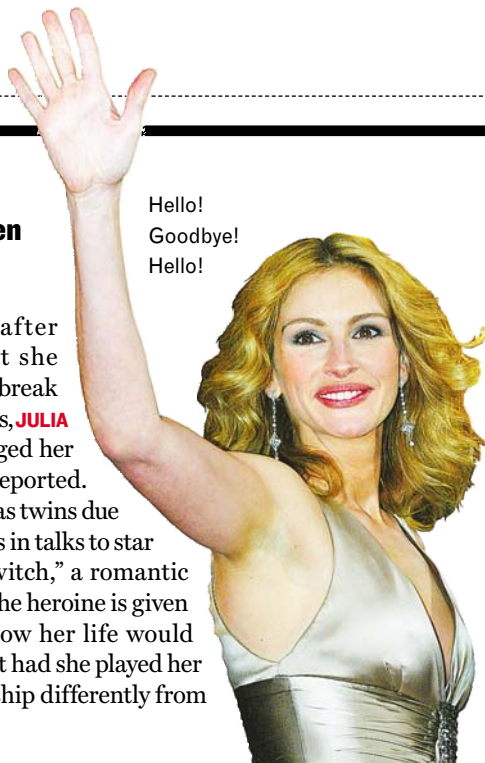 Hello!
Goodbye!
Hello!
en
after
t she
break
s, JULIA
ged her
eported.
as twins due
s in talks to star
witch,” a romantic
he heroine is given
ow her life would
t had she played her
ship differently from